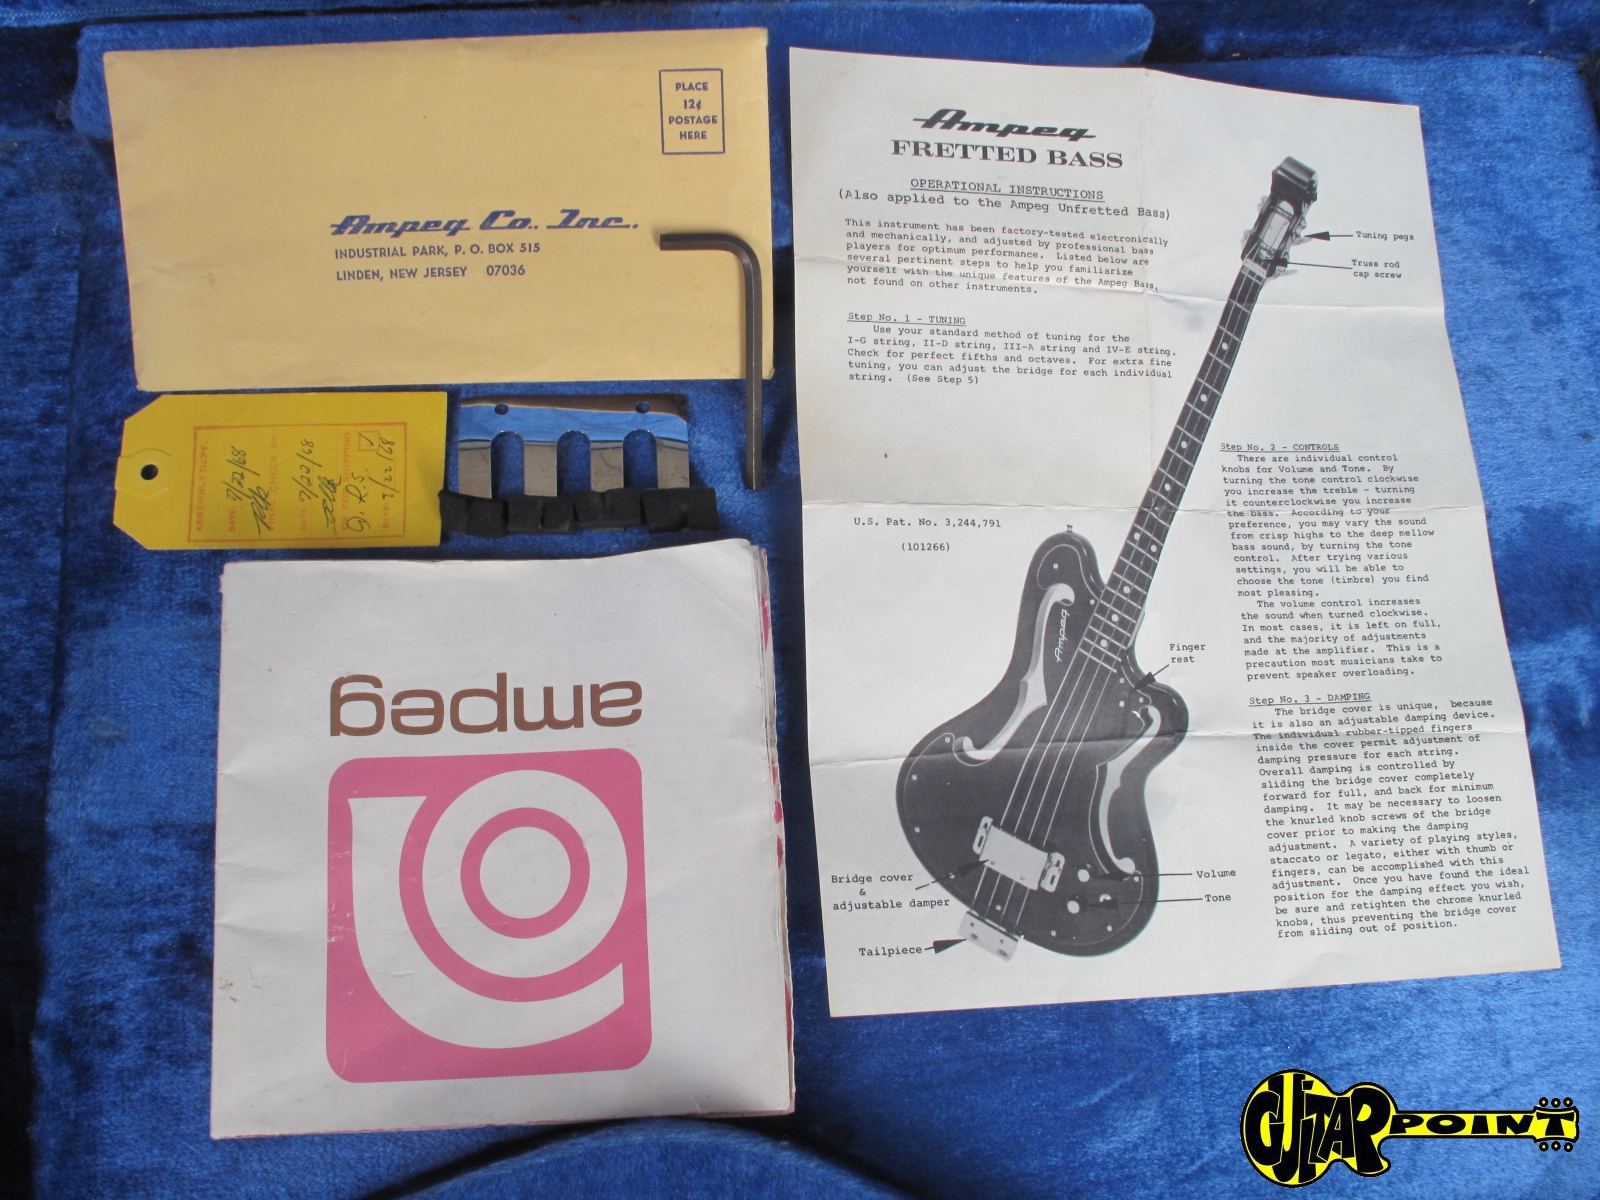 PLACE
12¢
POSTAGE
HERE
Ampeg Co., Inc.
INDUSTRIAL PARK, P. O. BOX 515
LINDEN, NEW JERSEY 07036
ASSEMBLY DEPT.
DATE:
DATE:
DATE:
ampeg
Ampeg
FRETTED BASS
OPERATIONAL INSTRUCTIONS
(Also applied to the Ampeg Unfretted Bass)
This instrument has been factory-tested electronically
and mechanically, and adjusted by professional bass
players for optimum performance. Listed below are
several pertinent steps to help you familiarize
yourself with the unique features of the Ampeg Bass,
not found on other instruments.
Step No. 1 - TUNING
Use your standard method of tuning for the
I-G string, II-D string, III-A string and IV-E string.
Check for perfect fifths and octaves. For extra fine
tuning, you can adjust the bridge for each individual
string. (See Step 5)
U.S. Pat. No. 3,244,791
(101266)
Tuning pegs
Truss rod
cap screw
Step No. 2 - CONTROLS
There are individual control
knobs for Volume and Tone. By
turning the tone control clockwise
you increase the treble - turning
it counterclockwise you increase
the bass. According to your
preference, you may vary the sound
from crisp highs to the deep mellow
bass sound, by turning the tone
control. After trying various
settings, you will be able to
choose the tone (timbre) you find
most pleasing.
The volume control increases
the sound when turned clockwise.
In most cases, it is left on full,
and the majority of adjustments
made at the amplifier. This is a
precaution most musicians take to
prevent speaker overloading.
Step No. 3 - DAMPING
The bridge cover is unique, because
it is also an adjustable damping device.
The individual rubber-tipped fingers
inside the cover permit adjustment of
damping pressure for each string.
Overall damping is controlled by
sliding the bridge cover completely
forward for full, and back for minimum
damping. It may be necessary to loosen
the knurled knob screws of the bridge
cover prior to making the damping
adjustment. A variety of playing styles,
staccato or legato, either with thumb or
fingers, can be accomplished with this
adjustment. Once you have found the ideal
position for the damping effect you wish,
be sure and retighten the chrome knurled
knobs, thus preventing the bridge cover
from sliding out of position.
Ampeg
Finger
rest
Bridge cover
&
adjustable damper
Volume
Tone
Tailpiece
GUITAR POINT